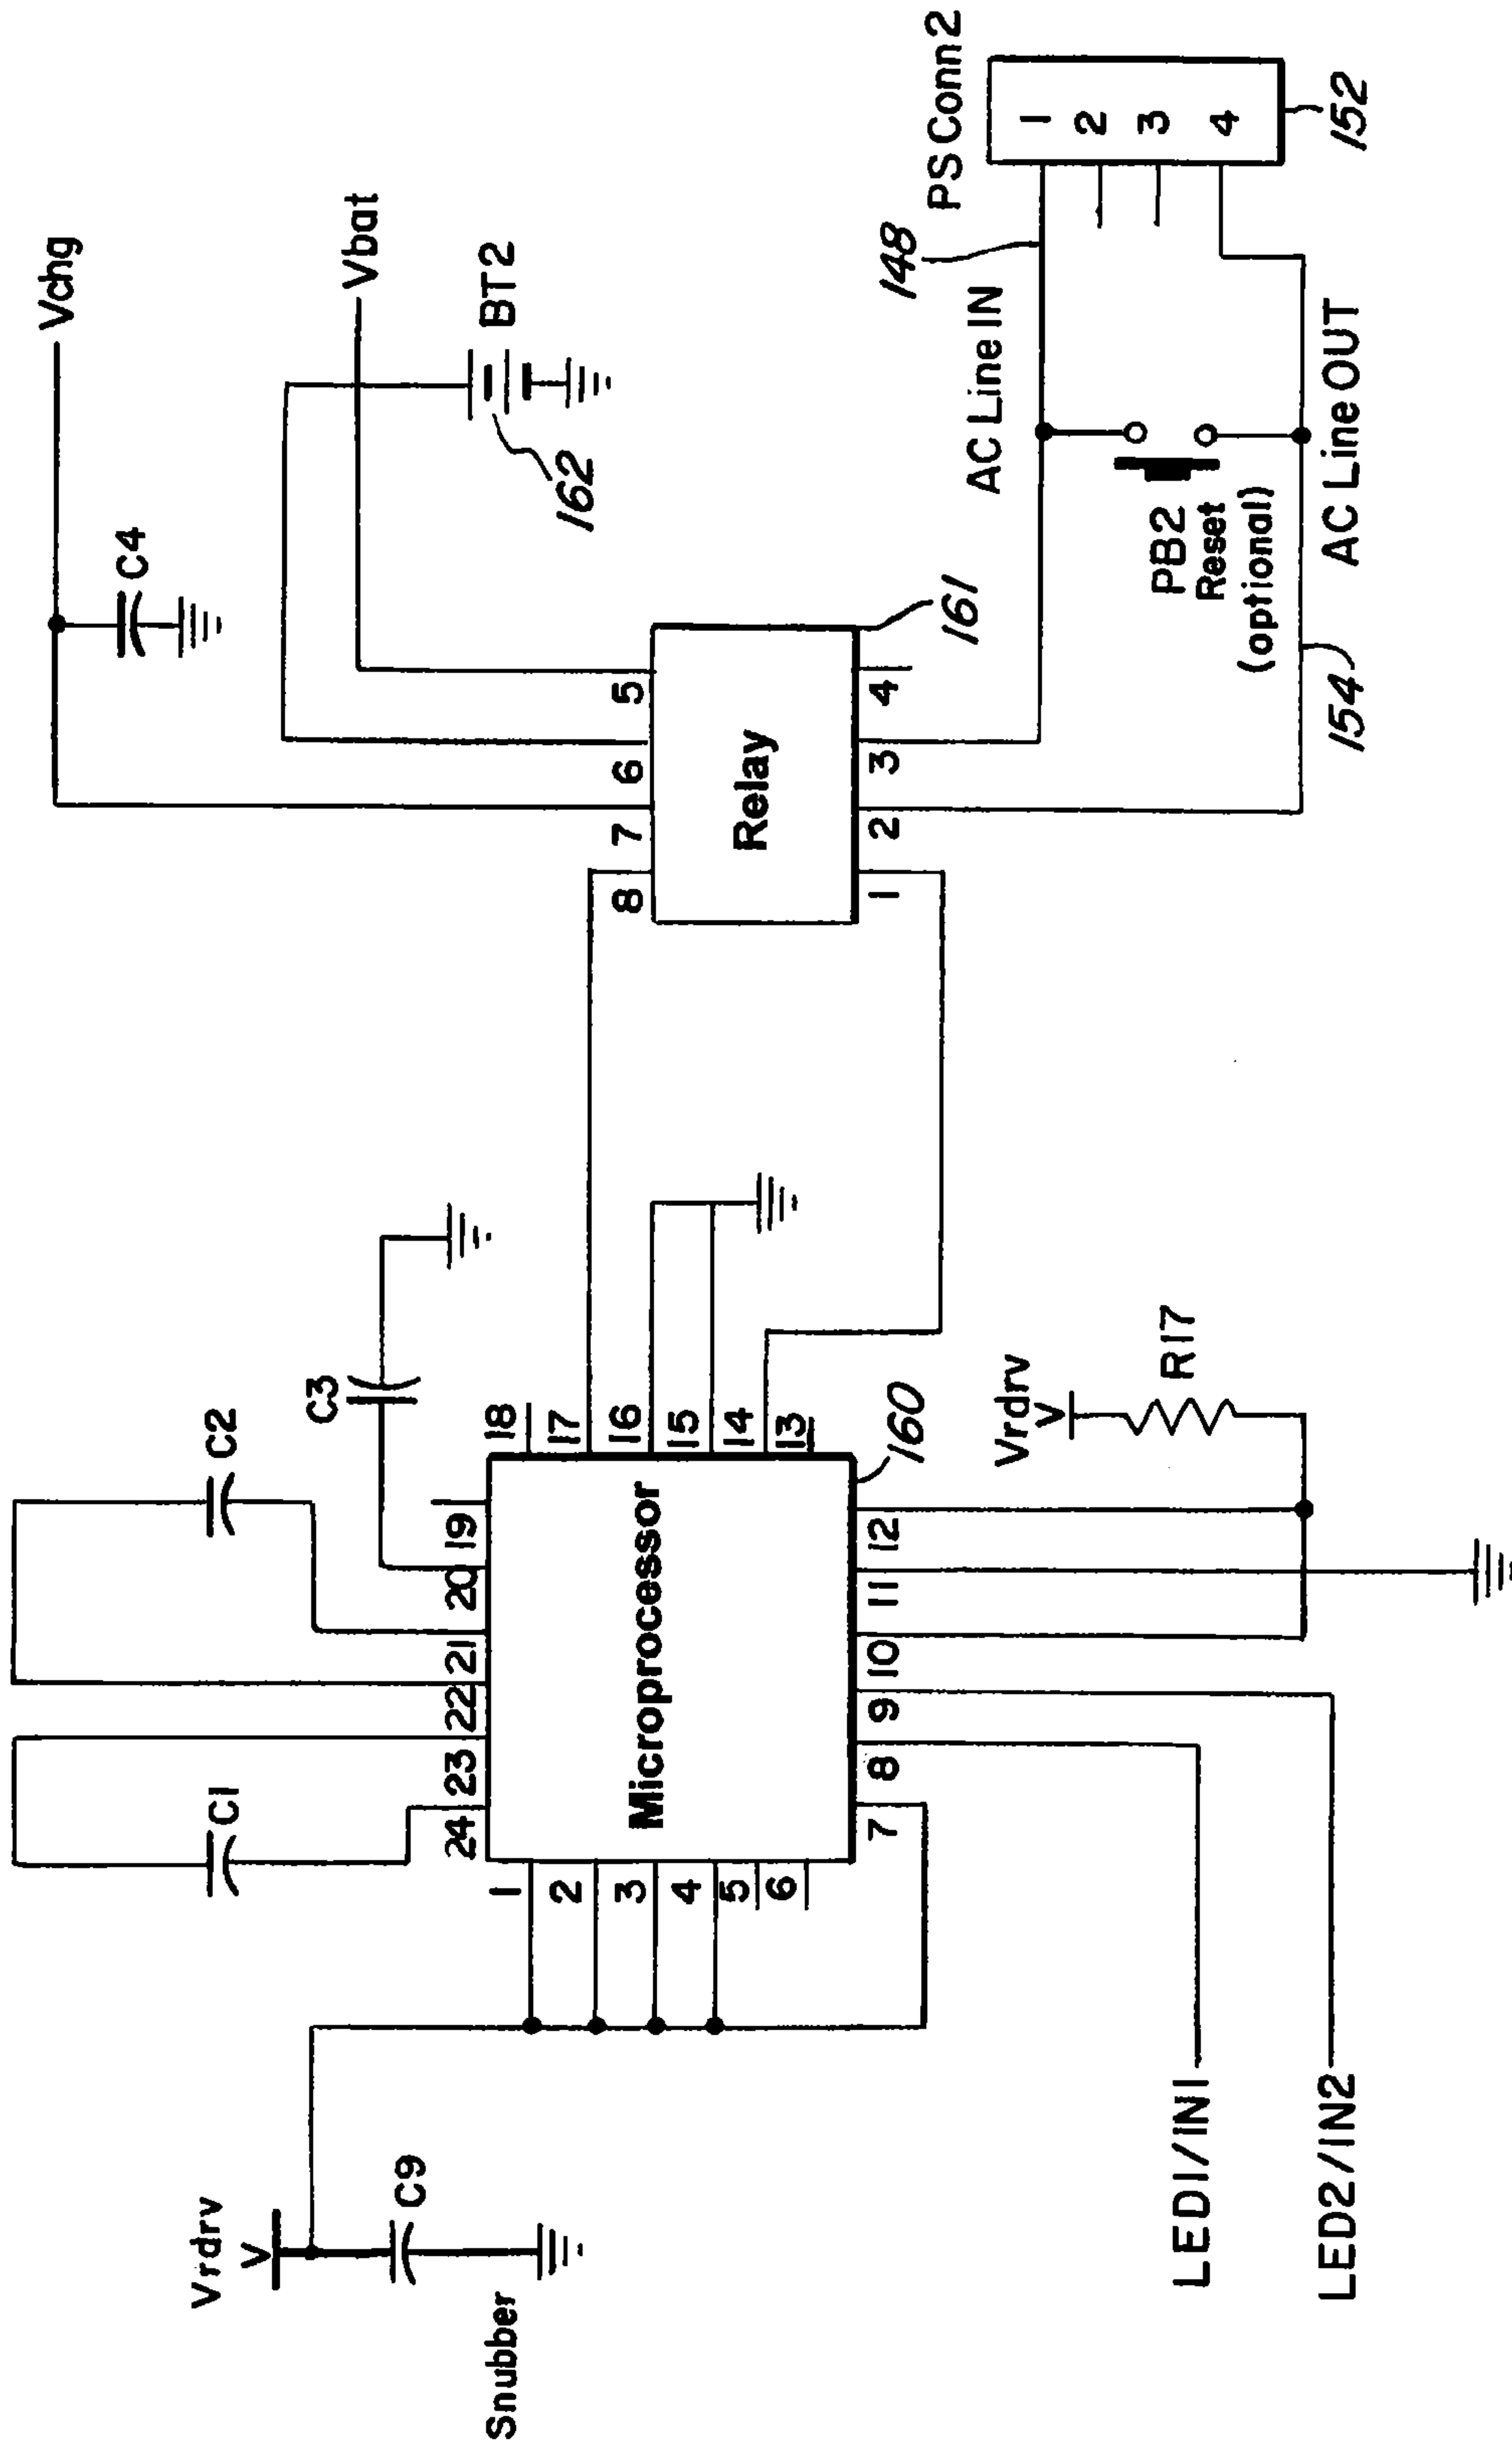 Vrdrv
V
C9
Snubber
LED1/IN1
LED2/IN2
C1
C2
C3
24 23 22 21 20 19
1
2
3
4
5
6
Microprocessor
18
17
16
15
14
13
7 8 9 10 11 12
160
Vrdrv
V
R17
Vchg
C4
Vbat
BT2
162
8 7 6 5
Relay
1 2 3 4
161
AC Line IN
148
PS Conn2
1
2
3
4
152
PB2
Reset
(optional)
AC Line OUT
154